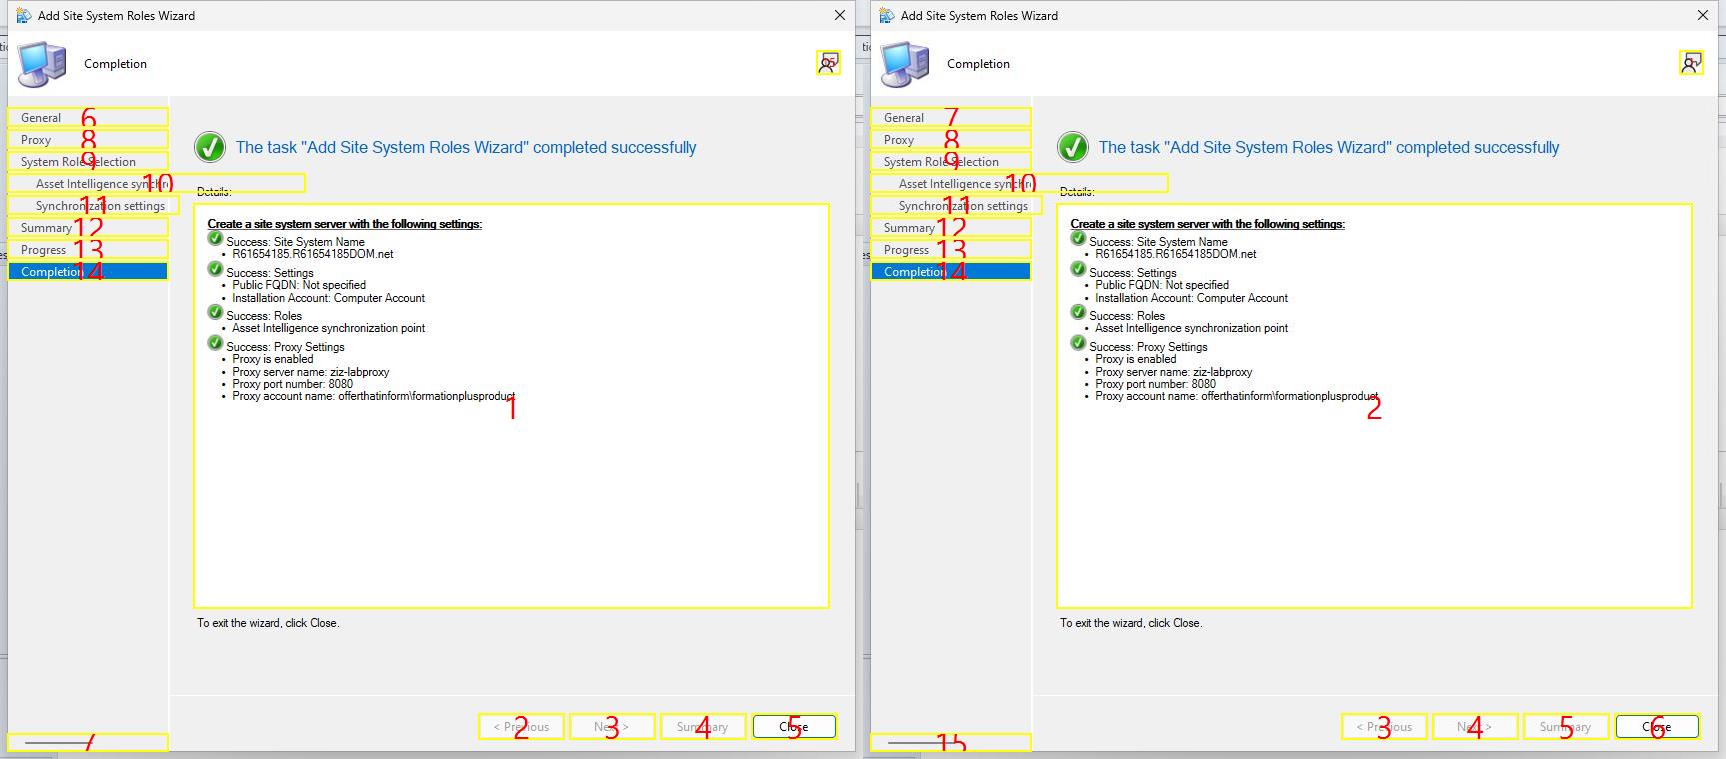 Add Site System Roles Wizard
Completion
15
General 6
Proxy 8
System Role Selection 9
Asset Intelligence synchr 10
Synchronization settings 11
Summary 12
Progress 13
Completion 14
The task "Add Site System Roles Wizard" completed successfully
Details:
Create a site system server with the following settings:
Success: Site System Name
• R61654185.R61654185DOM.net
Success: Settings
• Public FQDN: Not specified
• Installation Account: Computer Account
Success: Roles
• Asset Intelligence synchronization point
Success: Proxy Settings
• Proxy is enabled
• Proxy server name: ziz-labproxy
• Proxy port number: 8080
• Proxy account name: offerthatinform\formationplusproduct
1
To exit the wizard, click Close.
< Previous 2
Next > 3
Summary 4
Close 5
7
Add Site System Roles Wizard
Completion
1
General 7
Proxy 8
System Role Selection 9
Asset Intelligence synchr 10
Synchronization settings 11
Summary 12
Progress 13
Completion 14
The task "Add Site System Roles Wizard" completed successfully
Details:
Create a site system server with the following settings:
Success: Site System Name
• R61654185.R61654185DOM.net
Success: Settings
• Public FQDN: Not specified
• Installation Account: Computer Account
Success: Roles
• Asset Intelligence synchronization point
Success: Proxy Settings
• Proxy is enabled
• Proxy server name: ziz-labproxy
• Proxy port number: 8080
• Proxy account name: offerthatinform\formationplusproduct
2
To exit the wizard, click Close.
< Previous 3
Next > 4
Summary 5
Close 6
15